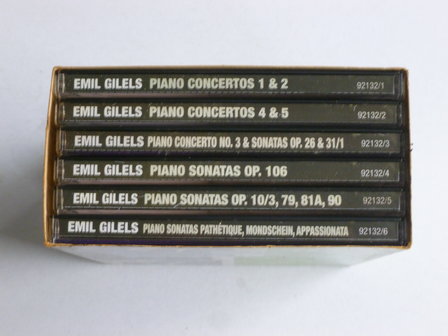 EMIL GILELS PIANO CONCERTOS 1 & 2 92132/1
EMIL GILELS PIANO CONCERTOS 4 & 5 92132/2
EMIL GILELS PIANO CONCERTO NO. 3 & SONATAS OP. 26 & 31/1 92132/3
EMIL GILELS PIANO SONATAS OP. 106 92132/4
EMIL GILELS PIANO SONATAS OP. 10/3, 79, 81A, 90 92132/5
EMIL GILELS PIANO SONATAS PATHÉTIQUE, MONDSCHEIN, APPASSIONATA 92132/6